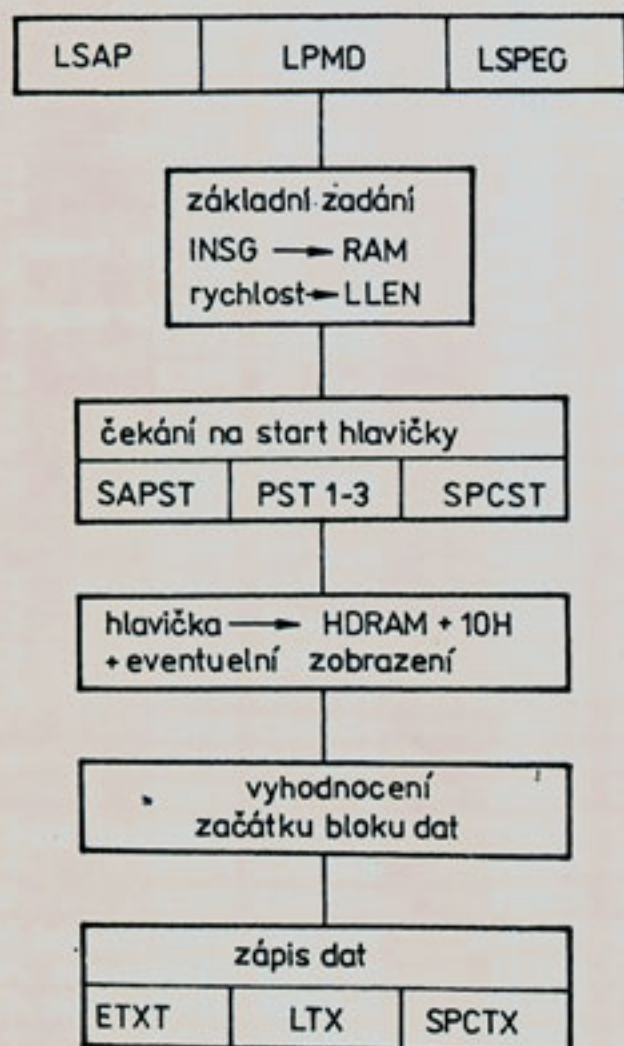 LSAP LPMD LSPEG
základní zadání
INSG → RAM
rychlost → LLEN
čekání na start hlavičky
SAPST PST 1-3 SPCST
hlavička → HDRAM + 10H
+ eventuelní zobrazení
vyhodnocení
začátku bloku dat
zápis dat
ETXT LTX SPCTX